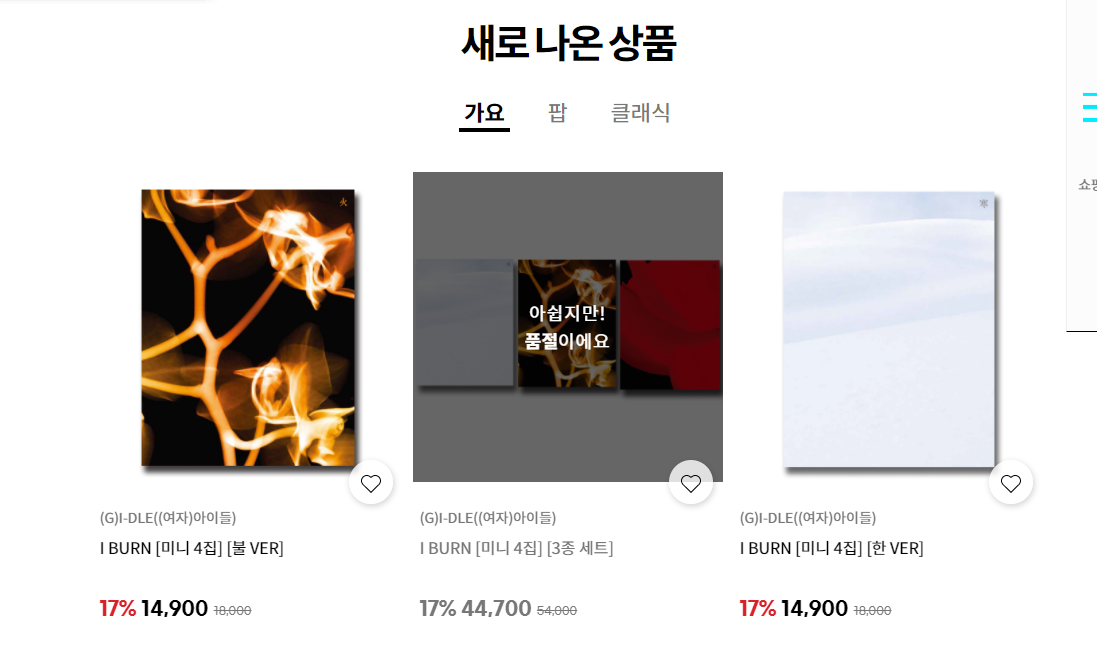 새로 나온 상품
가요 팝 클래식
火
아쉽지만!
품절이에요
寒
쇼핑
(G)I-DLE((여자)아이들)
I BURN [미니 4집] [불 VER]
17% 14,900 18,000
(G)I-DLE((여자)아이들)
I BURN [미니 4집] [3종 세트]
17% 44,700 54,000
(G)I-DLE((여자)아이들)
I BURN [미니 4집] [한 VER]
17% 14,900 18,000